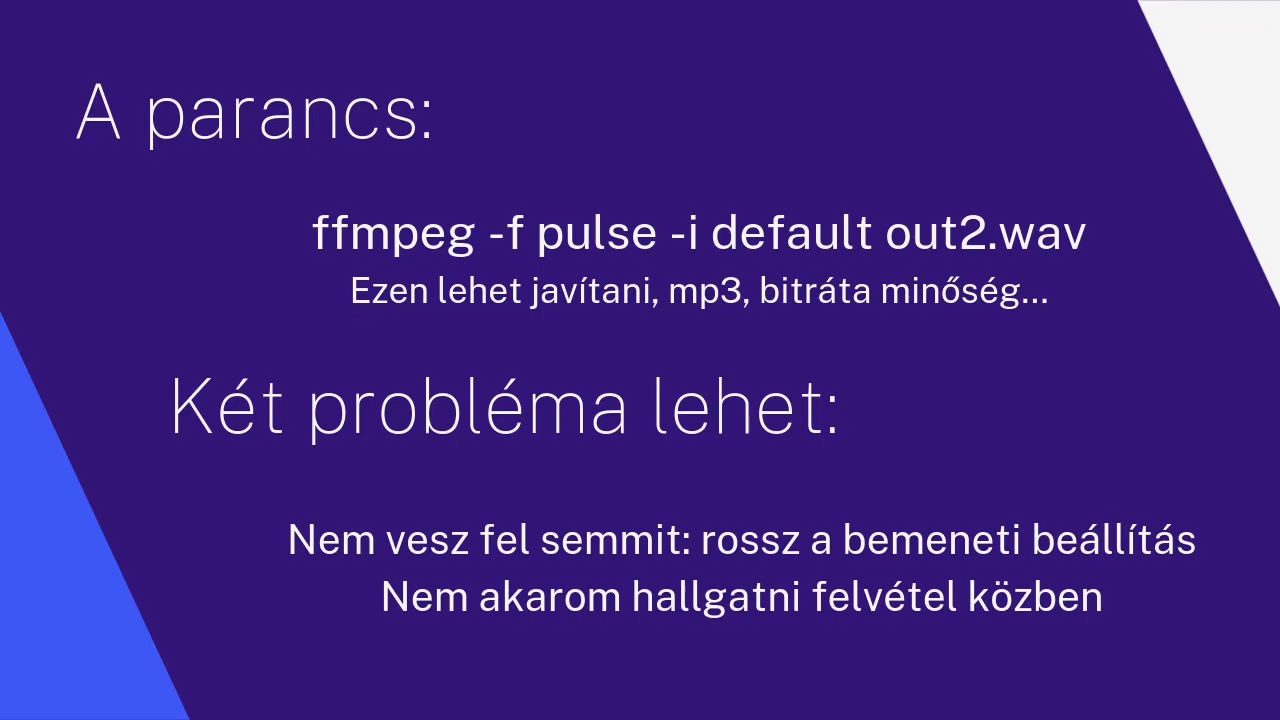 A parancs:
ffmpeg -f pulse -i default out2.wav
Ezen lehet javítani, mp3, bitráta minőség...
Két probléma lehet:
Nem vesz fel semmit: rossz a bemeneti beállítás
Nem akarom hallgatni felvétel közben